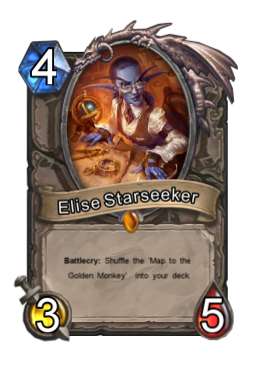 4
Elise Starseeker
Battlecry: Shuffle the 'Map to the
Golden Monkey' into your deck.
3
5